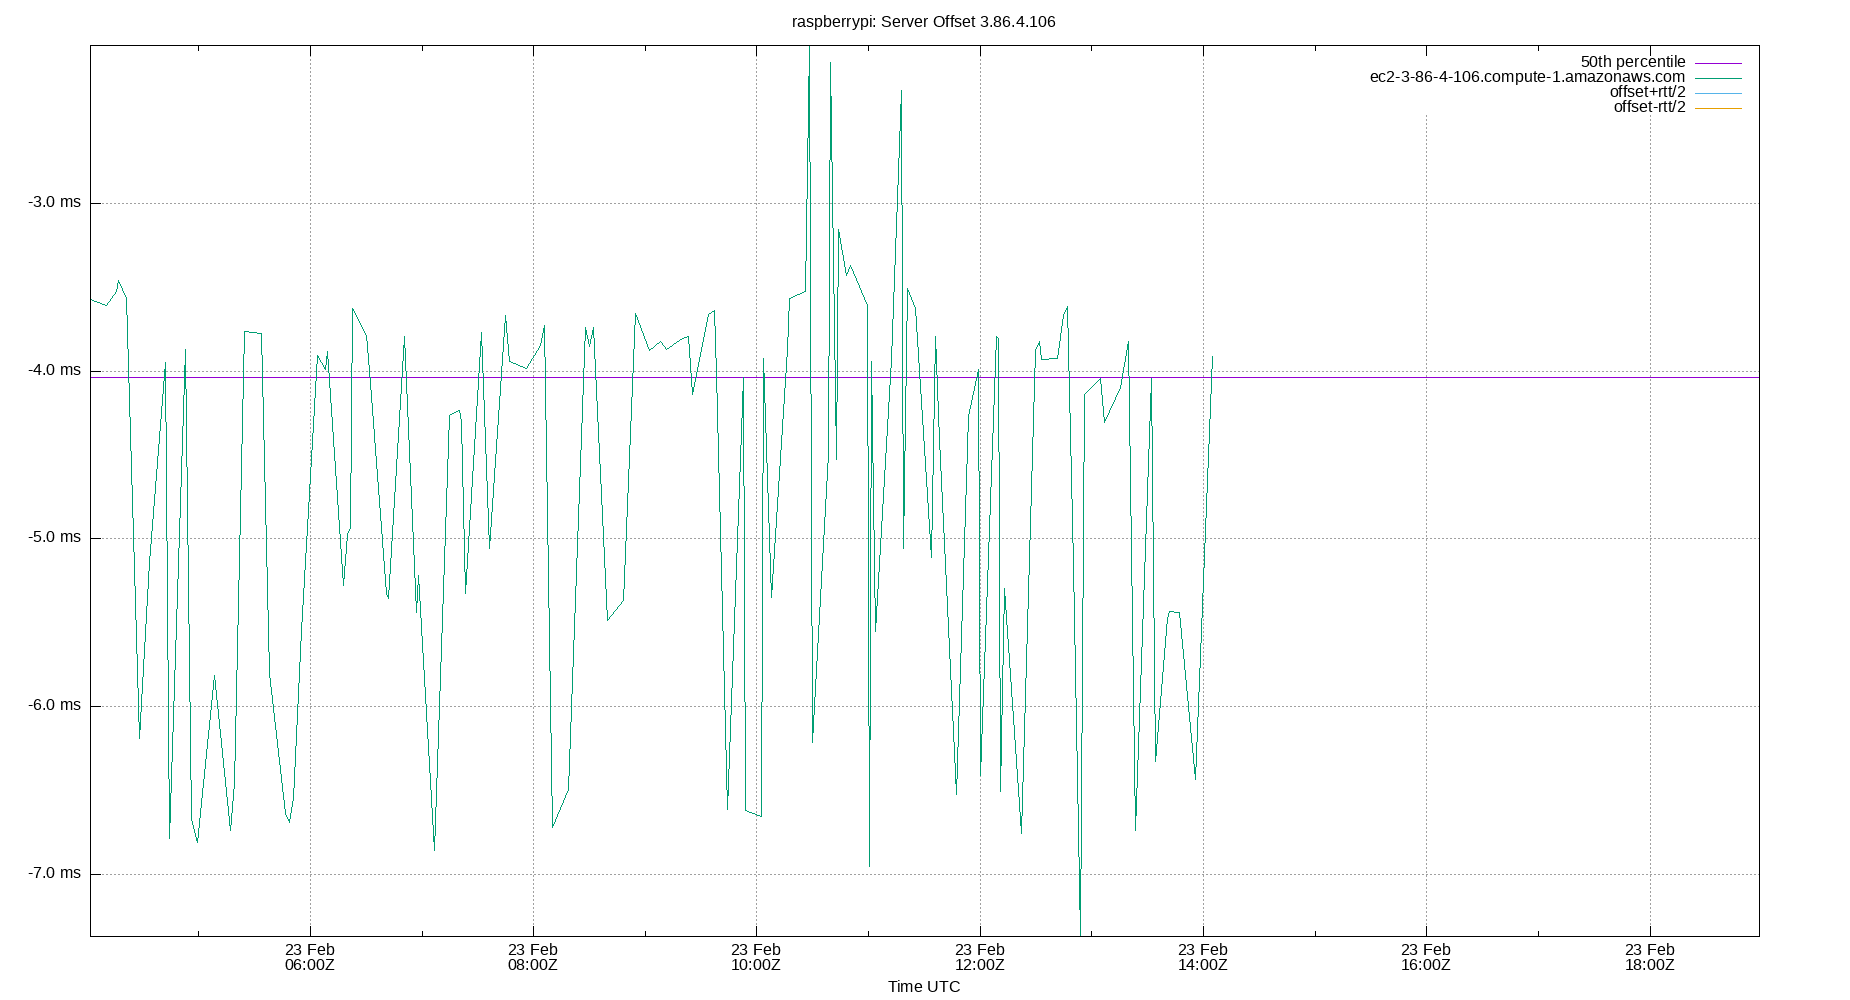 raspberrypi: Server Offset 3.86.4.106
50th percentile
ec2-3-86-4-106.compute-1.amazonaws.com
offset+rtt/2
offset-rtt/2
-3.0 ms
-4.0 ms
-5.0 ms
-6.0 ms
-7.0 ms
23 Feb 23 Feb 23 Feb 23 Feb 23 Feb 23 Feb 23 Feb
06:00Z 08:00Z 10:00Z 12:00Z 14:00Z 16:00Z 18:00Z
Time UTC